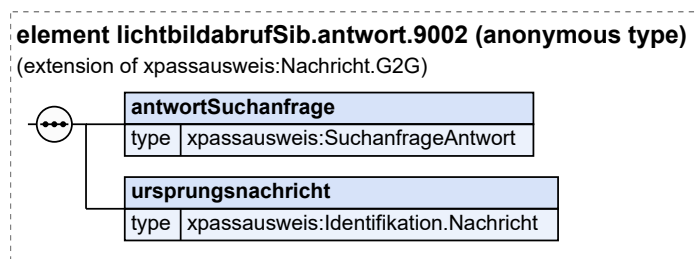 element lichtbildabrufSib.antwort.9002 (anonymous type)
(extension of xpassausweis:Nachricht.G2G)
antwortSuchanfrage
type xpassausweis:SuchanfrageAntwort
ursprungsnachricht
type xpassausweis:Identifikation.Nachricht